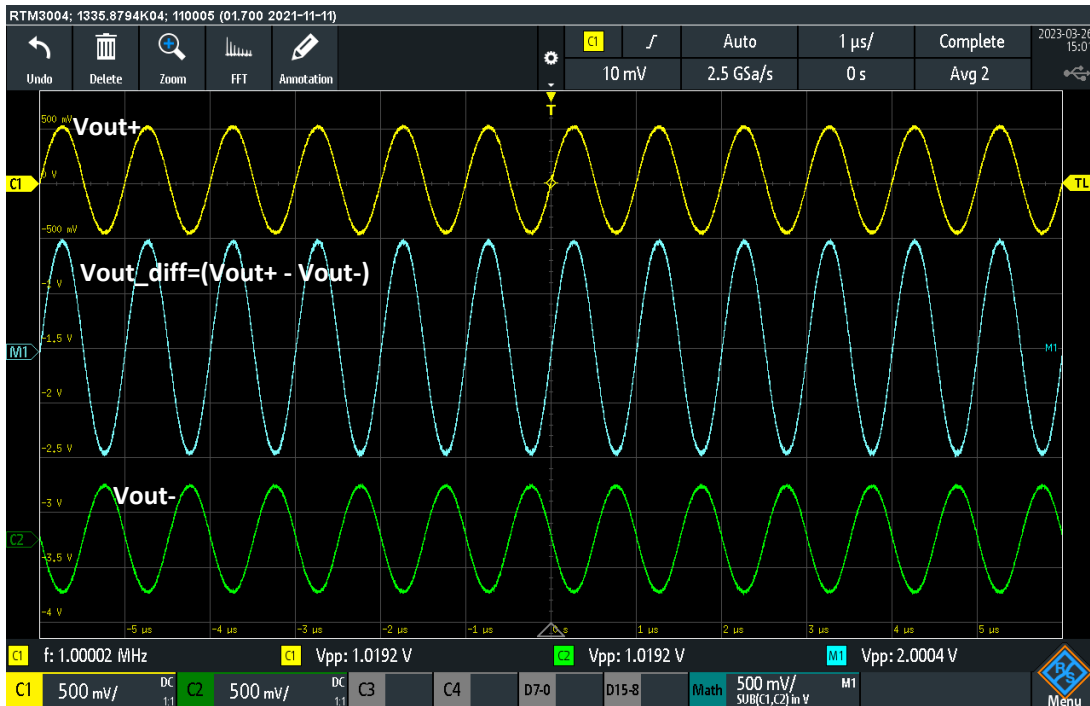 RTM3004; 1335.8794K04; 110005 (01.700 2021-11-11)
Undo Delete Zoom FFT Annotation
C1 Auto 1 µs/ Complete
10 mV 2.5 GSa/s 0 s Avg 2
2023-03-26
15:01
T
500 mV
Vout+
C1 0 V TL
-500 mV
Vout_diff=(Vout+ - Vout-)
-1 V
-1.5 V
M1 M1
-2 V
-2.5 V
Vout-
-3 V
C2
-3.5 V
-4 V
-5 µs -4 µs -3 µs -2 µs -1 µs 0 s 1 µs 2 µs 3 µs 4 µs 5 µs
C1 f: 1.00002 MHz C1 Vpp: 1.0192 V C2 Vpp: 1.0192 V M1 Vpp: 2.0004 V
C1 500 mV/ DC 1:1 C2 500 mV/ DC 1:1 C3 C4 D7-0 D15-8 Math 500 mV/ M1
SUB(C1,C2) in V
Menu